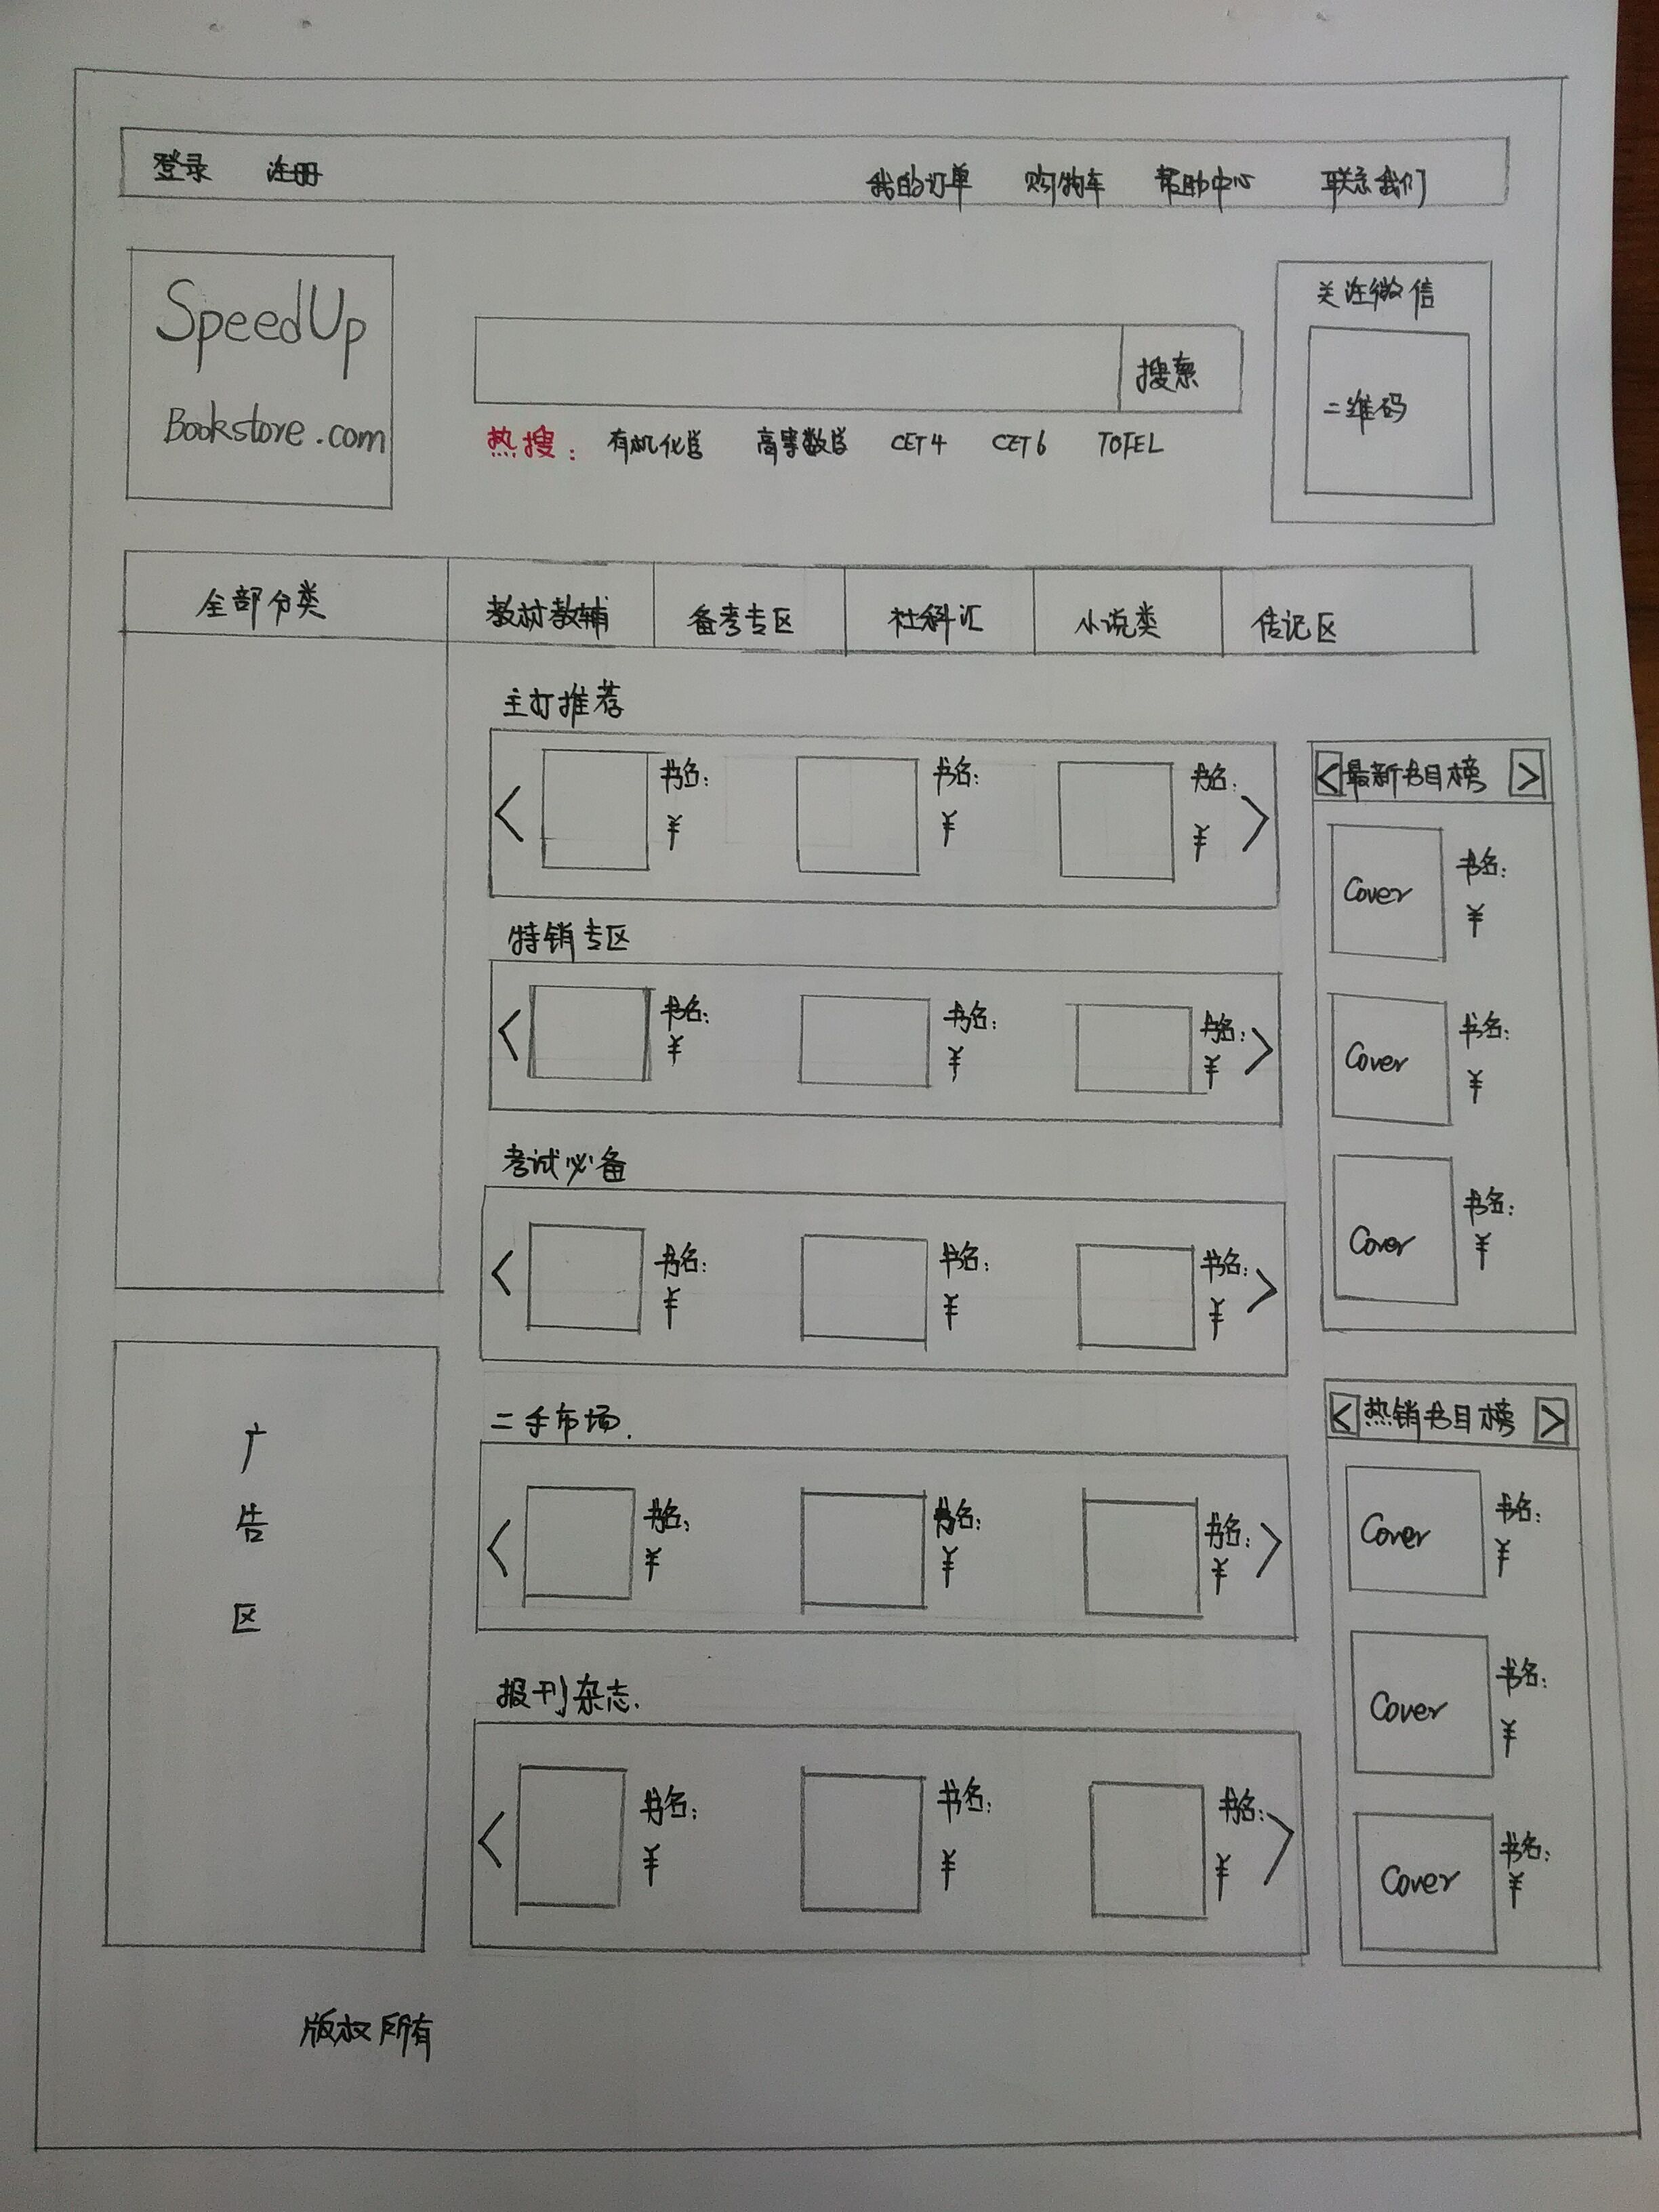 登录 注册 我的订单 购物车 帮助中心 联系我们
SpeedUp
Bookstore.com
搜索
热搜： 有机化学 高等数学 CET4 CET6 TOFEL
关注微信
二维码
全部分类 教材教辅 备考专区 社科汇 小说类 传记区
主打推荐
书名： 书名： 书名：
¥ ¥ ¥
特销专区
书名： 书名： 书名：
¥ ¥ ¥
考试必备
书名： 书名： 书名：
¥ ¥ ¥
二手市场.
书名： 书名： 书名：
¥ ¥ ¥
报刊杂志.
书名： 书名： 书名：
¥ ¥ ¥
< 最新书目榜 >
Cover 书名：
¥
Cover 书名：
¥
Cover 书名：
¥
< 热销书目榜 >
Cover 书名：
¥
Cover 书名：
¥
Cover 书名：
¥
广
告
区
版权所有